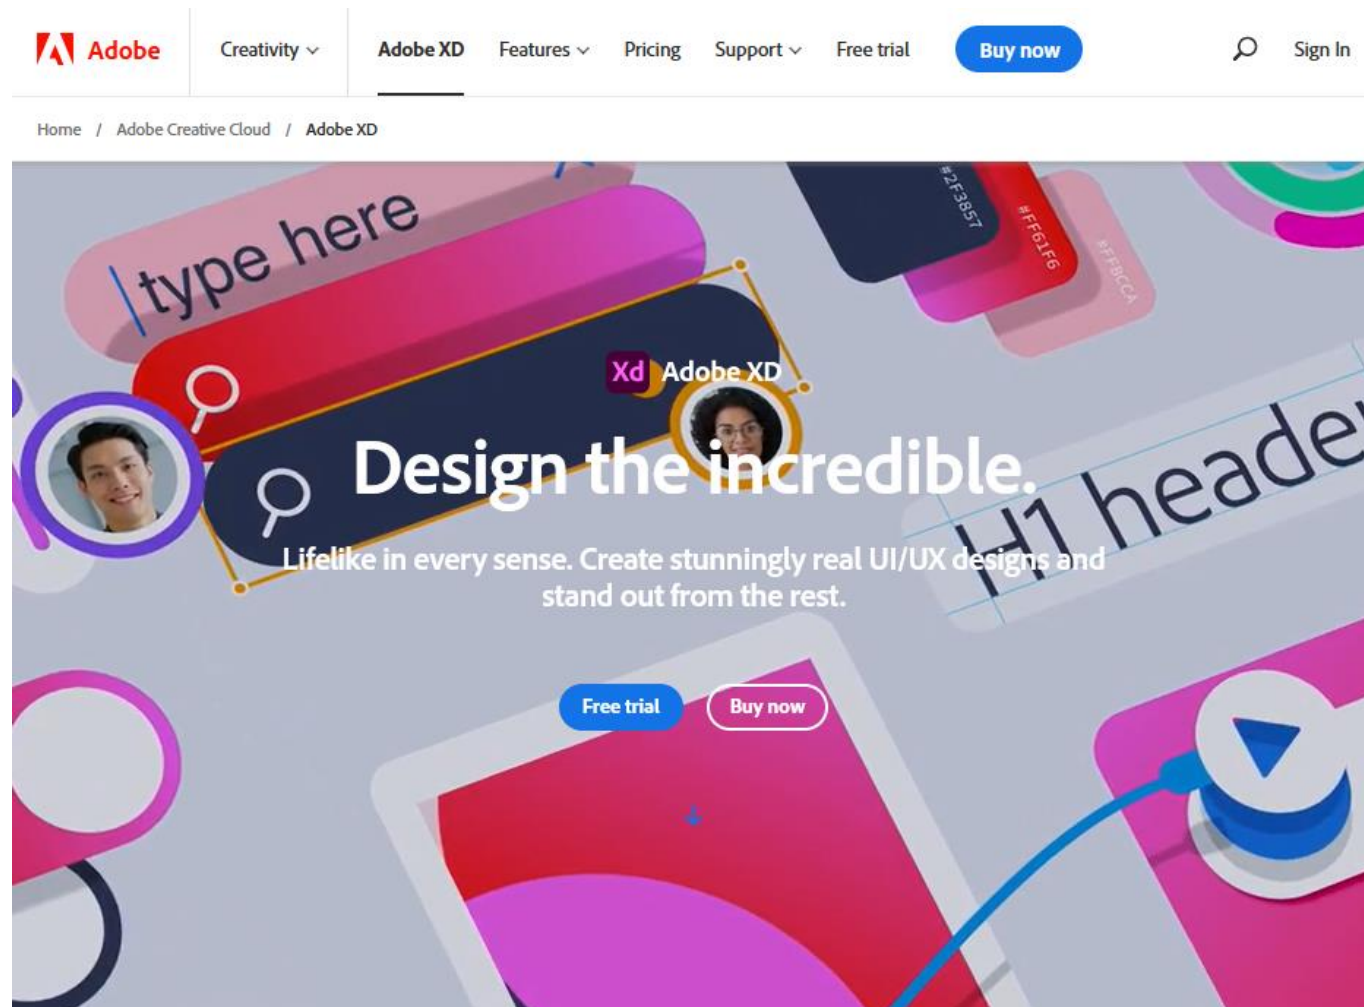 Adobe
Creativity
Adobe XD
Features
Pricing
Support
Free trial
Buy now
Sign In
Home / Adobe Creative Cloud / Adobe XD
type here
#2F3857
#FF61F6
#FFBCCA
Xd Adobe XD
Design the incredible.
H1 header
Lifelike in every sense. Create stunningly real UI/UX designs and
stand out from the rest.
Free trial
Buy now